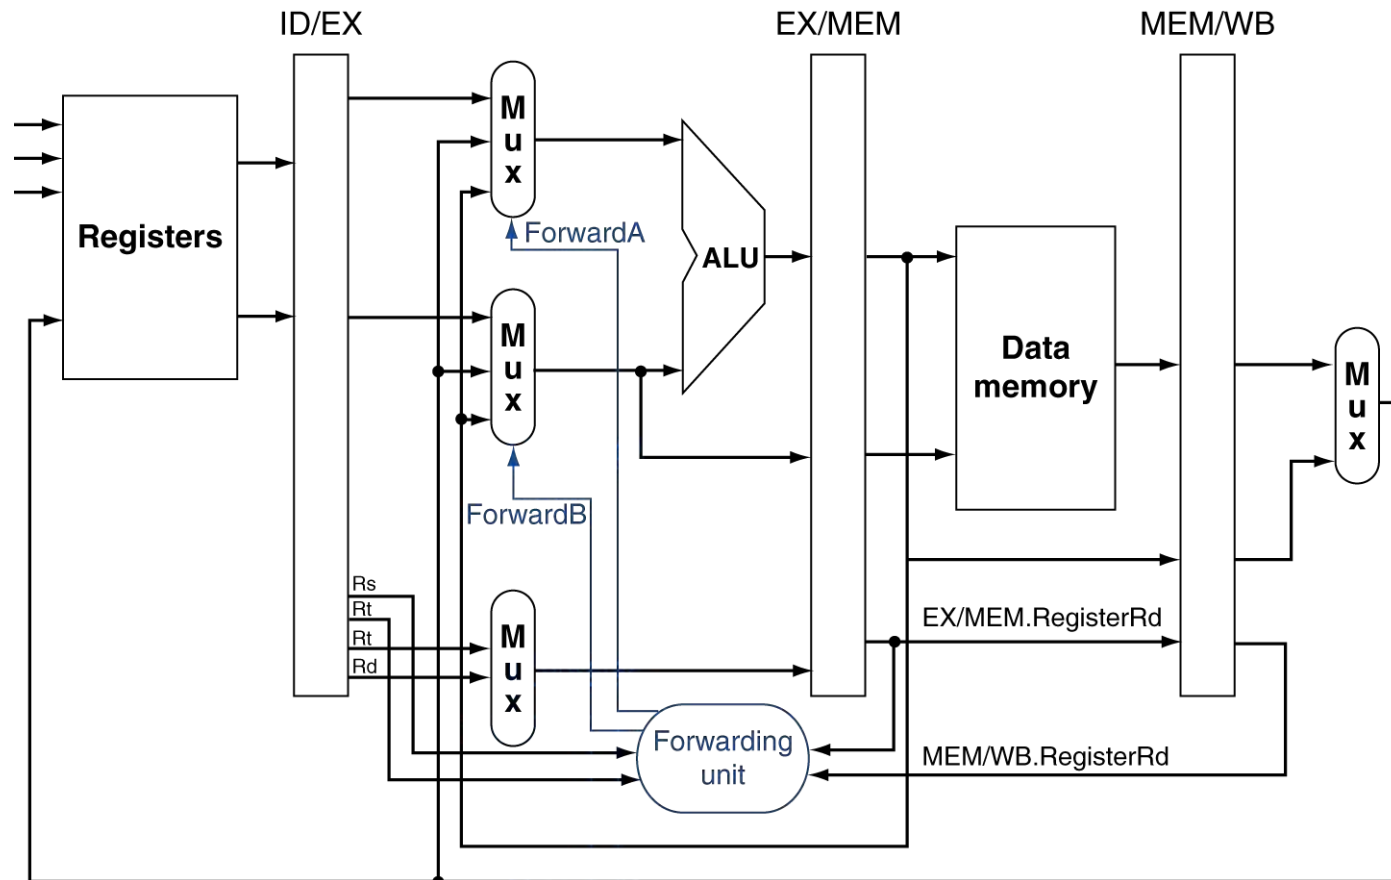 ID/EX
EX/MEM
MEM/WB
M
u
x
Registers
ForwardA
ALU
M
u
x
Data
memory
M
u
x
ForwardB
Rs
Rt
Rt
Rd
M
u
x
EX/MEM.RegisterRd
Forwarding
unit
MEM/WB.RegisterRd